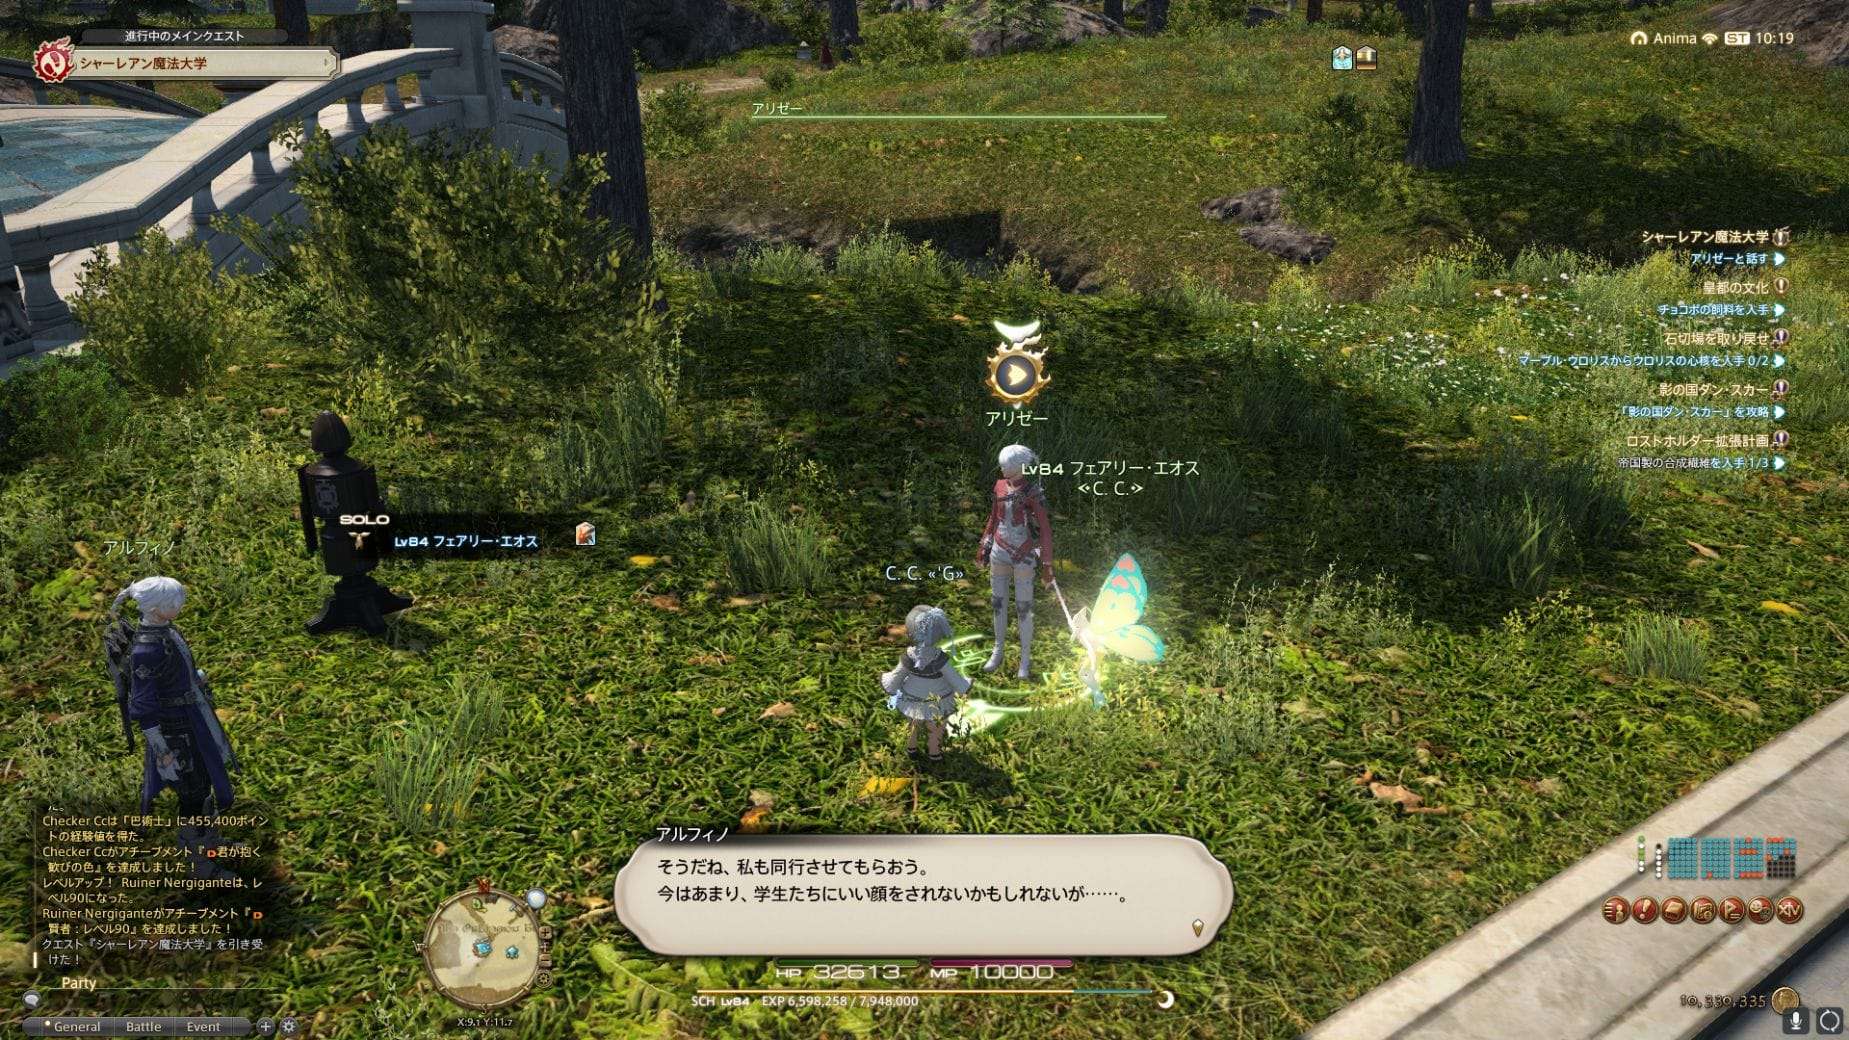 進行中のメインクエスト
シャーレアン魔法大学
Anima ST 10:19
アリゼー
シャーレアン魔法大学
アリゼーと話す
皇都の文化
チョコボの飼料を入手
石切場を取り戻せ
マーブル・ウロリスからウロリスの心核を入手 0/2
影の国ダン・スカー
「影の国ダン・スカー」を攻略
ロストホルダー拡張計画
帝国製の合成繊維を入手 1/3
アリゼー
Lv84 フェアリー・エオス
<C. C.>
SOLO
Lv84 フェアリー・エオス
アルフィノ
C. C. «'G»
た。
Checker Ccは「巴術士」に455,400ポイン
トの経験値を得た。
Checker Ccがアチーブメント『君が抱く
歓びの色』を達成しました！
レベルアップ！ Ruiner Nergiganteは、レ
ベル90になった。
Ruiner Nergiganteがアチーブメント『
賢者：レベル90』を達成しました！
クエスト『シャーレアン魔法大学』を引き受
けた！
Party
General Battle Event
X:9.1 Y:11.7
アルフィノ
そうだね、私も同行させてもらおう。
今はあまり、学生たちにいい顔をされないかもしれないが……。
HP 32613 MP 10000
SCH Lv84 EXP 6,598,258 / 7,948,000
XIV
10,330,335